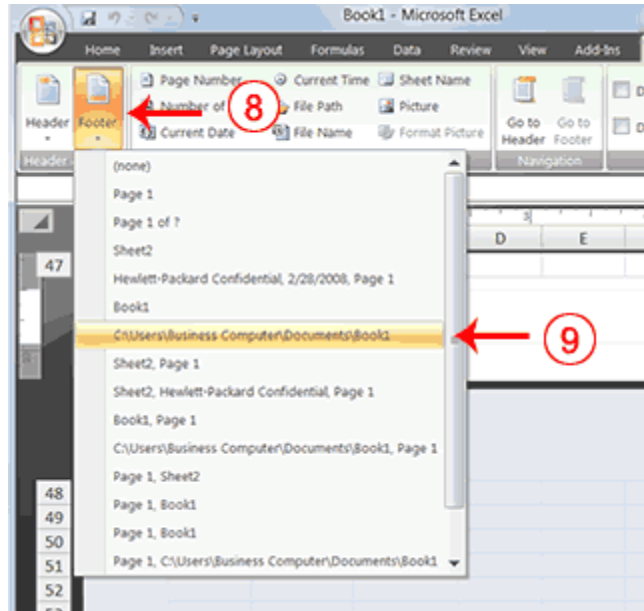 Book1 - Microsoft Excel
Home Insert Page Layout Formulas Data Review View Add-Ins
Header Footer
Page Number Current Time Sheet Name
Number of File Path Picture
Current Date File Name Format Picture
Go to Header Go to Footer
Header Navigation
8
(none)
Page 1
Page 1 of ?
Sheet2
Hewlett-Packard Confidential, 2/28/2008, Page 1
Book1
C:\Users\Business Computer\Documents\Book1
9
Sheet2, Page 1
Sheet2, Hewlett-Packard Confidential, Page 1
Book1, Page 1
C:\Users\Business Computer\Documents\Book1, Page 1
Page 1, Sheet2
Page 1, Book1
Page 1, Book1
Page 1, C:\Users\Business Computer\Documents\Book1
3
D E
47
48
49
50
51
52